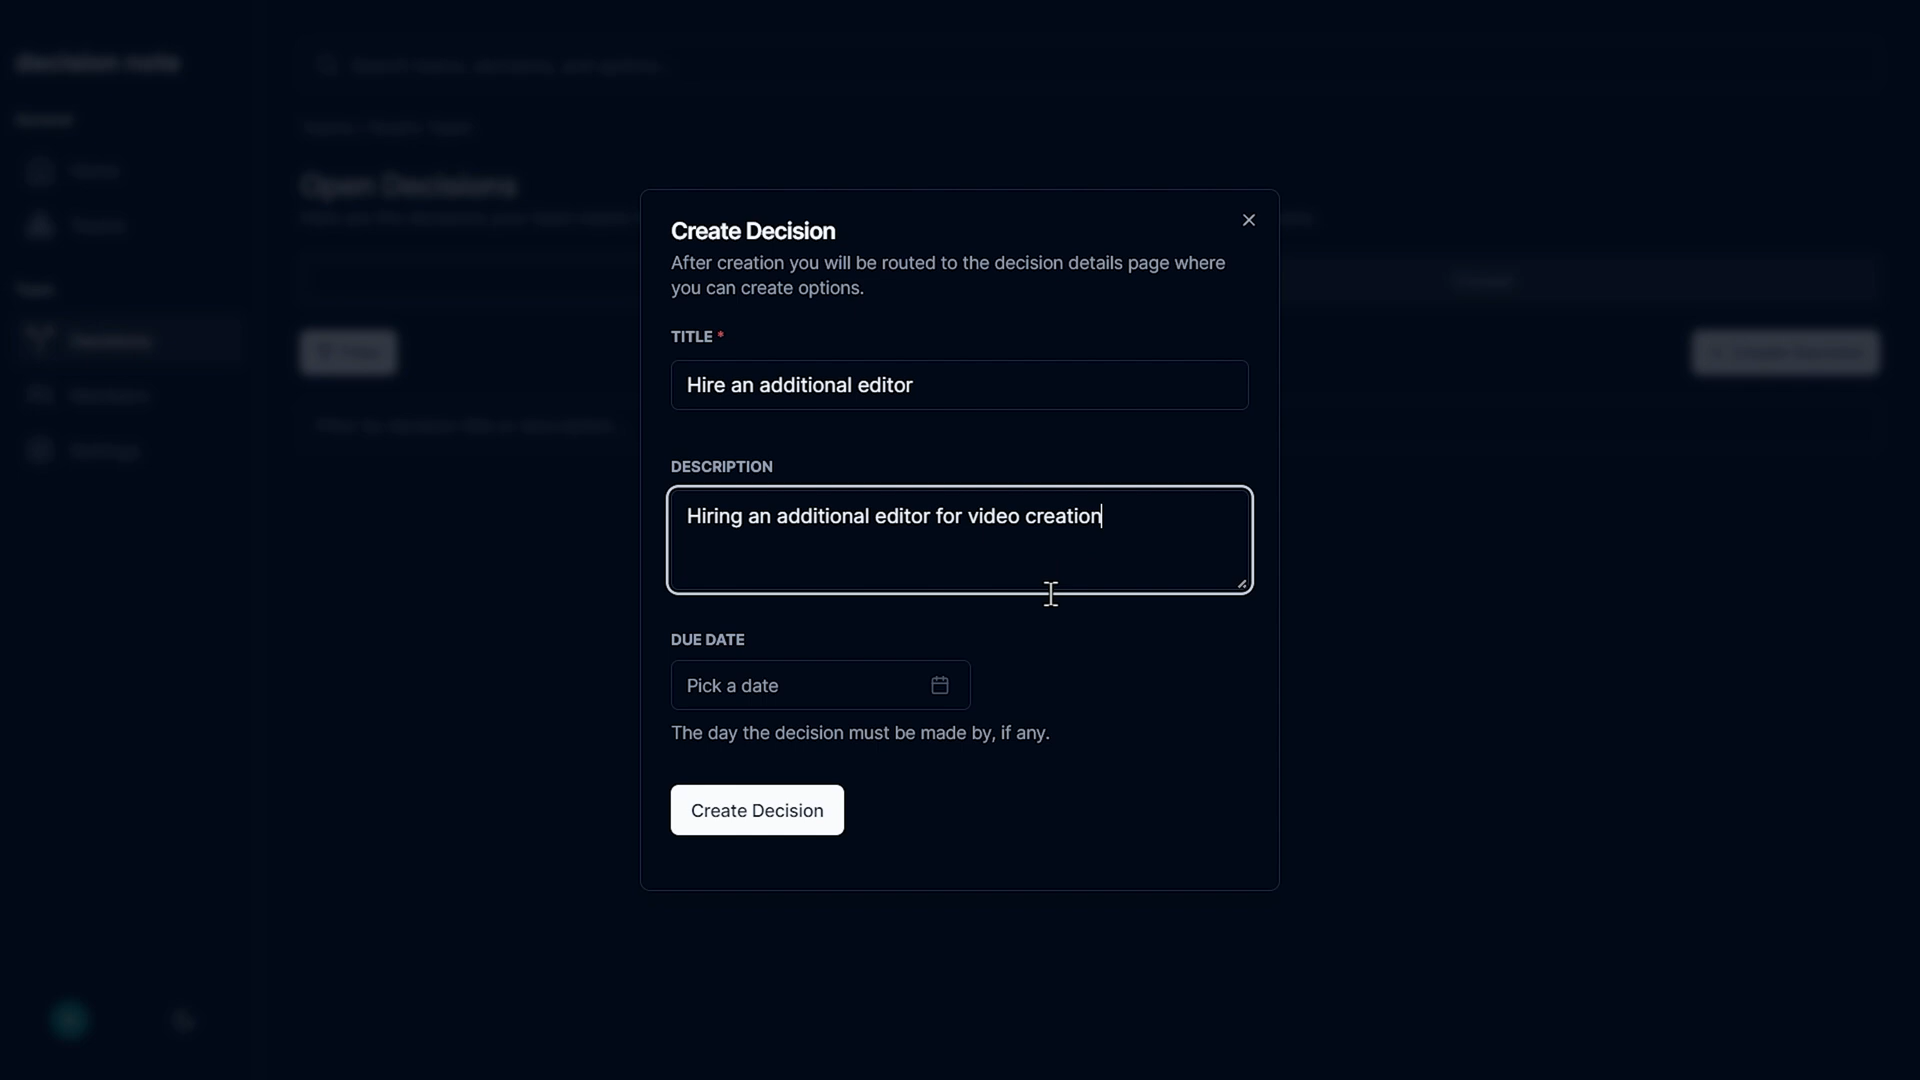 decision note
Open Decisions
Create Decision
After creation you will be routed to the decision details page where
you can create options.
TITLE *
Hire an additional editor
DESCRIPTION
Hiring an additional editor for video creation
DUE DATE
Pick a date
The day the decision must be made by, if any.
Create Decision